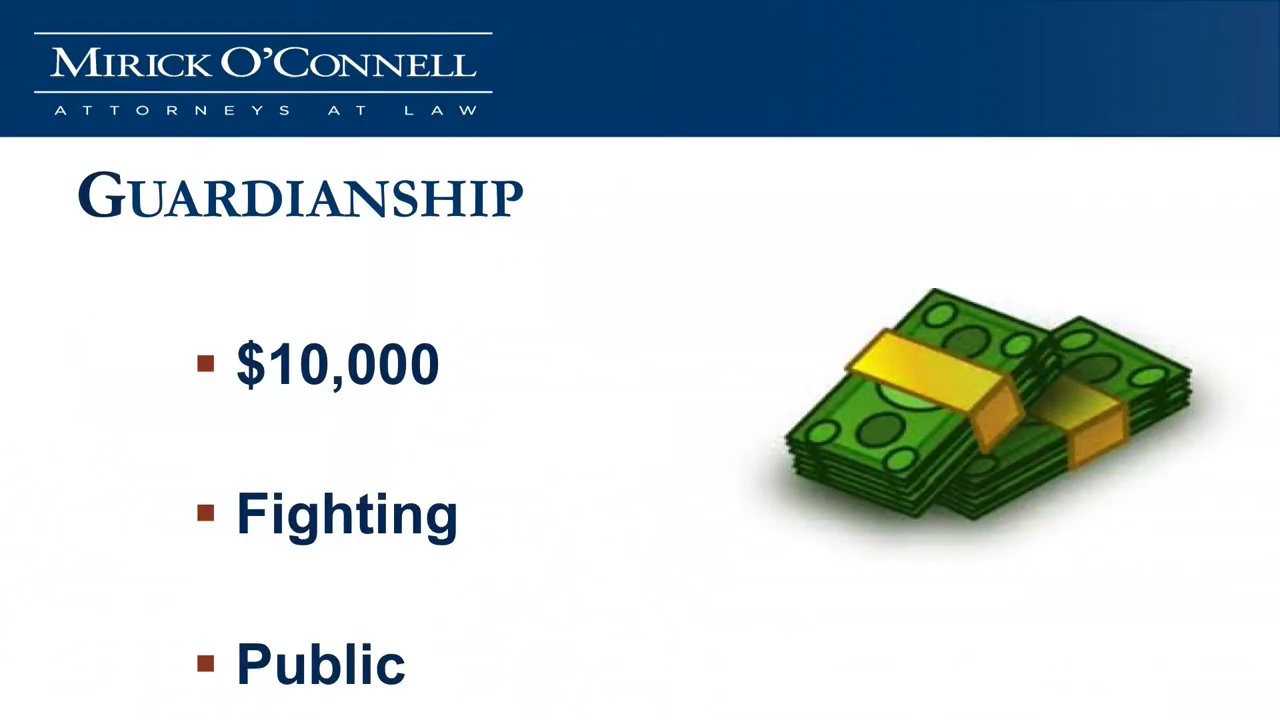 MIRICK O'CONNELL
ATTORNEYS AT LAW
GUARDIANSHIP
▪ $10,000
▪ Fighting
▪ Public